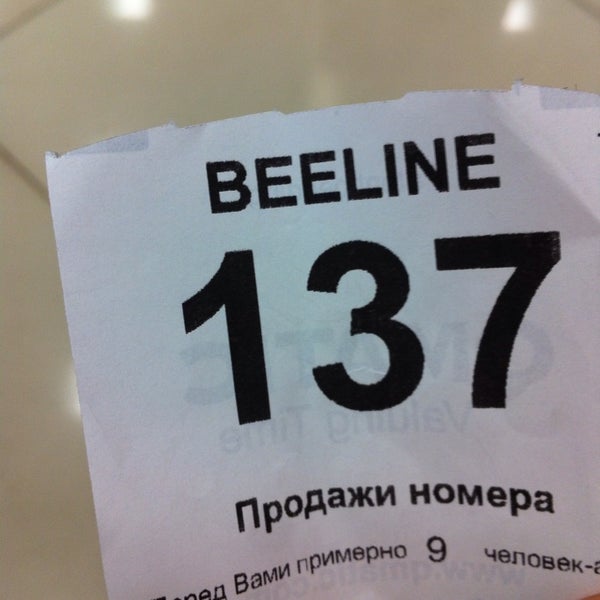 BEELINE
137
Продажи номера
Перед Вами примерно 9 человек-а